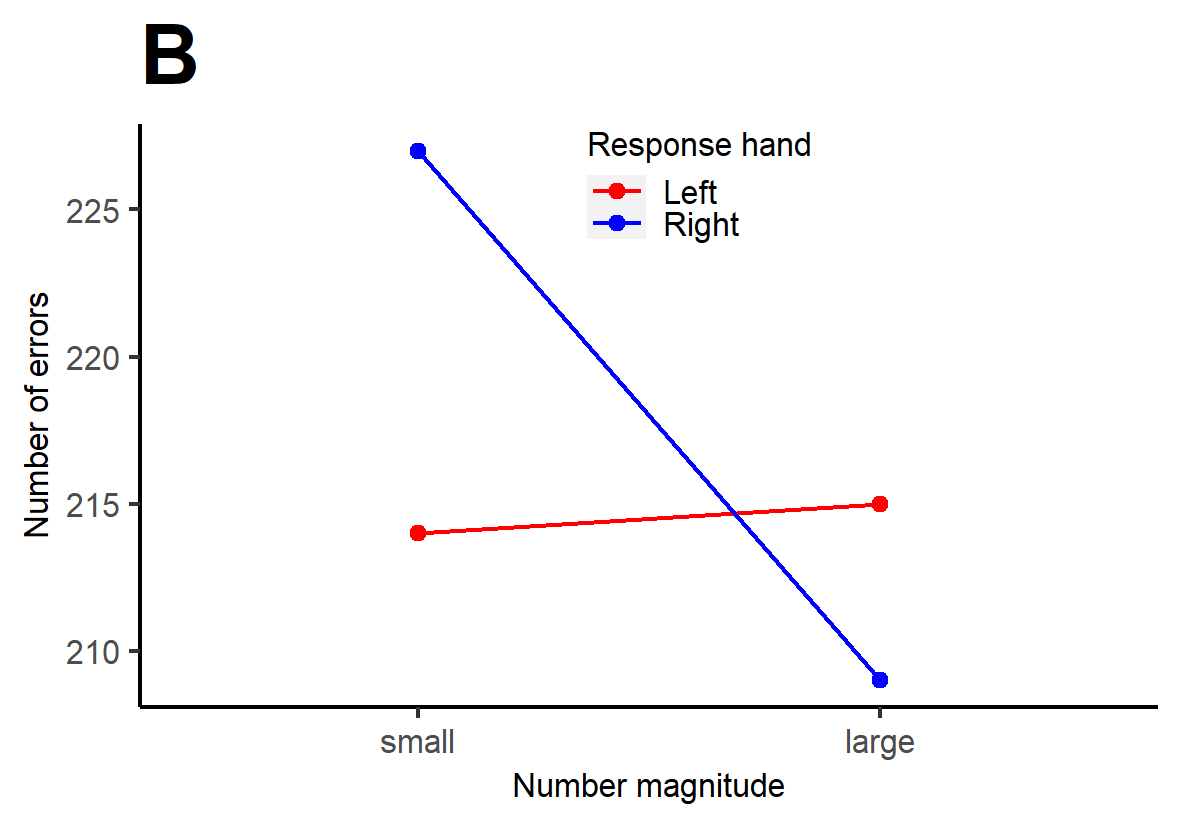 B
Response hand
Left
Right
225
220
215
210
Number of errors
small large
Number magnitude